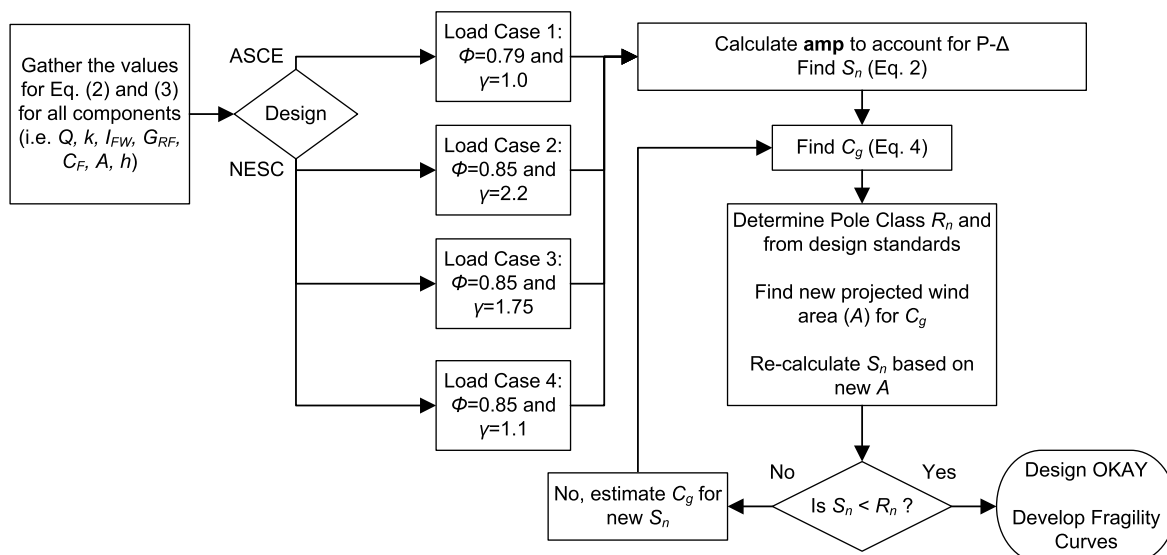 Gather the values
for Eq. (2) and (3)
for all components
(i.e. Q, k, I_FW, G_RF,
C_F, A, h)
ASCE
Design
NESC
Load Case 1:
Φ=0.79 and
γ=1.0
Load Case 2:
Φ=0.85 and
γ=2.2
Load Case 3:
Φ=0.85 and
γ=1.75
Load Case 4:
Φ=0.85 and
γ=1.1
Calculate amp to account for P-Δ
Find S_n (Eq. 2)
Find C_g (Eq. 4)
Determine Pole Class R_n and
from design standards
Find new projected wind
area (A) for C_g
Re-calculate S_n based on
new A
No
Is S_n < R_n ?
Yes
No, estimate C_g for
new S_n
Design OKAY
Develop Fragility
Curves